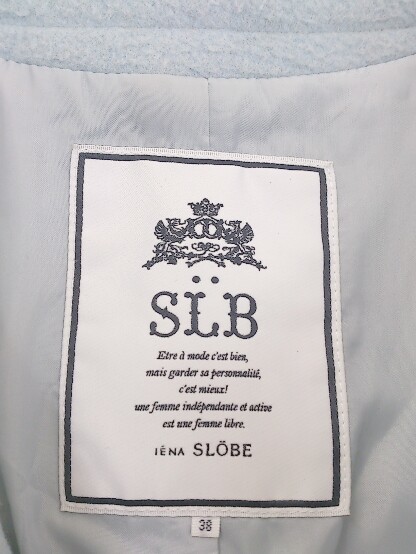 SL̈B
Etre à mode c'est bien,
mais garder sa personnalité,
c'est mieux!
une femme indépendante et active
est une femme libre.
IÉNA SLÖBE
38